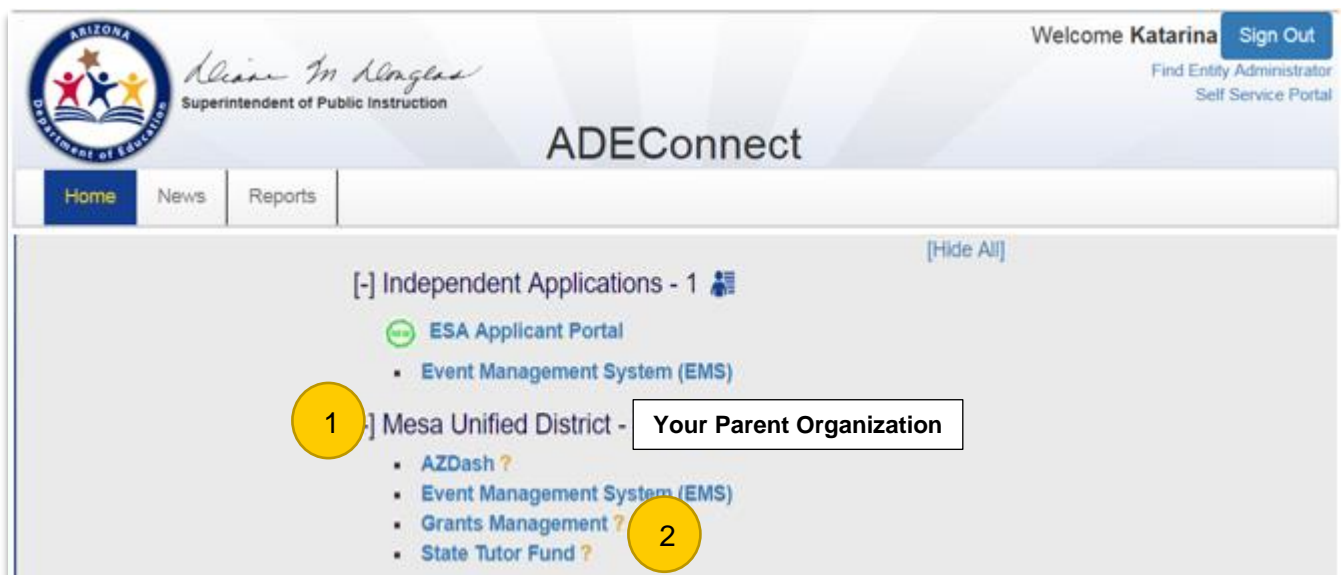 ARIZONA
Department of Education
Diane M Douglas
Superintendent of Public Instruction
Welcome Katarina Sign Out
Find Entity Administrator
Self Service Portal
ADEConnect
Home News Reports
[Hide All]
[-] Independent Applications - 1
NEW ESA Applicant Portal
▪ Event Management System (EMS)
1 -] Mesa Unified District - Your Parent Organization
▪ AZDash ?
▪ Event Management System (EMS)
▪ Grants Management ? 2
▪ State Tutor Fund ?